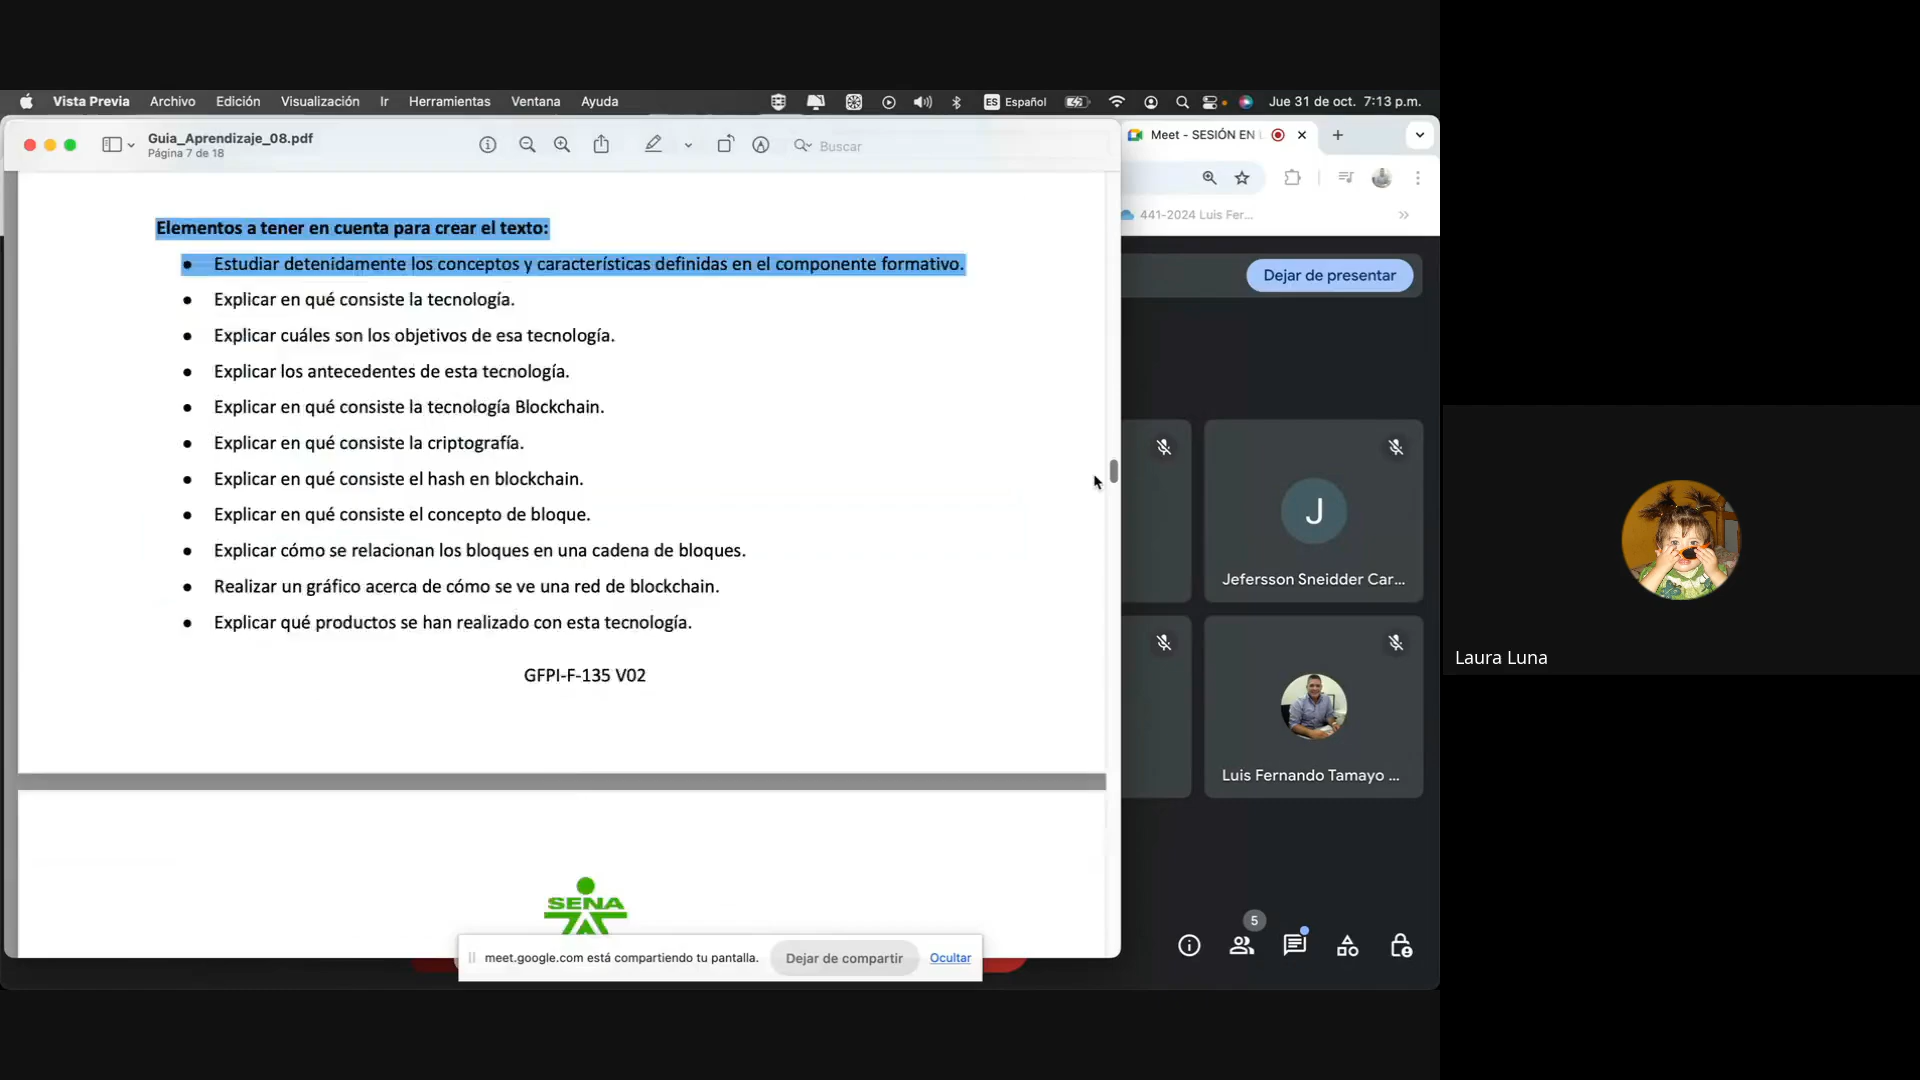 Vista Previa Archivo Edición Visualización Ir Herramientas Ventana Ayuda ES Español Jue 31 de oct. 7:13 p.m.
Guia_Aprendizaje_08.pdf
Página 7 de 18
Buscar
Meet - SESIÓN EN
441-2024 Luis Fer...
Dejar de presentar
Elementos a tener en cuenta para crear el texto:
• Estudiar detenidamente los conceptos y características definidas en el componente formativo.
• Explicar en qué consiste la tecnología.
• Explicar cuáles son los objetivos de esa tecnología.
• Explicar los antecedentes de esta tecnología.
• Explicar en qué consiste la tecnología Blockchain.
• Explicar en qué consiste la criptografía.
• Explicar en qué consiste el hash en blockchain.
• Explicar en qué consiste el concepto de bloque.
• Explicar cómo se relacionan los bloques en una cadena de bloques.
• Realizar un gráfico acerca de cómo se ve una red de blockchain.
• Explicar qué productos se han realizado con esta tecnología.
GFPI-F-135 V02
SENA
meet.google.com está compartiendo tu pantalla. Dejar de compartir Ocultar
J
Jefersson Sneidder Car...
Luis Fernando Tamayo ...
5
Laura Luna